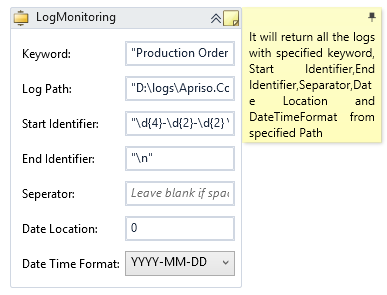 LogMonitoring
Keyword: "Production Order
Log Path: "D:\logs\Apriso.Co
Start Identifier: "\d{4}-\d{2}-\d{2}
End Identifier: "\n"
Seperator: Leave blank if spac
Date Location: 0
Date Time Format: YYYY-MM-DD
It will return all the logs
with specified keyword,
Start Identifier,End
Identifier,Separator,Dat
e Location and
DateTimeFormat from
specified Path